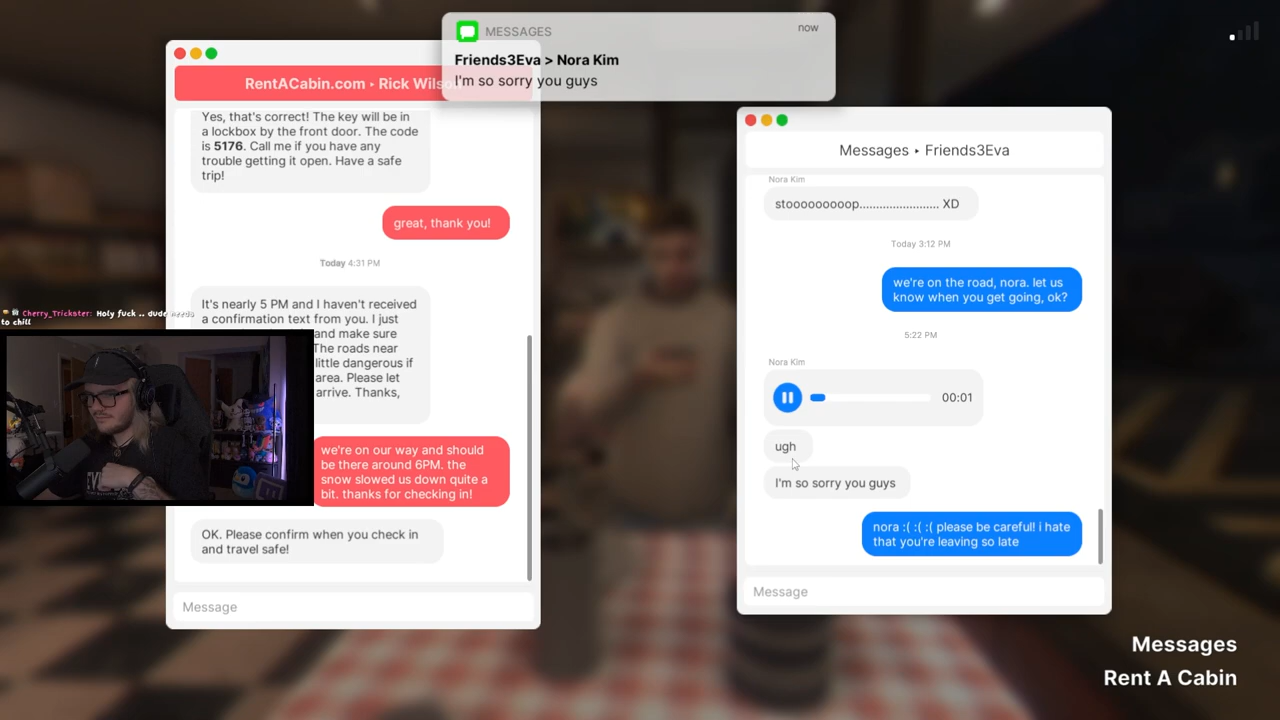 MESSAGES
now
Friends3Eva > Nora Kim
I'm so sorry you guys
RentACabin.com ‣ Rick Wilso
Yes, that's correct! The key will be
in a lockbox by the front door. The code
is 5176. Call me if you have any
trouble getting it open. Have a safe
trip!
great, thank you!
Today 4:31 PM
It's nearly 5 PM and I haven't received
a confirmation text from you. I just
and make sure
The roads near
little dangerous if
area. Please let
arrive. Thanks,
we're on our way and should
be there around 6PM. the
snow slowed us down quite a
bit. thanks for checking in!
OK. Please confirm when you check in
and travel safe!
Message
Cherry_Trickster: Holy fuck .. dude needs
to chill
Messages ‣ Friends3Eva
Nora Kim
stooooooooop........................ XD
Today 3:12 PM
we're on the road, nora. let us
know when you get going, ok?
5:22 PM
Nora Kim
00:01
ugh
I'm so sorry you guys
nora :( :( :( please be careful! i hate
that you're leaving so late
Message
Messages
Rent A Cabin